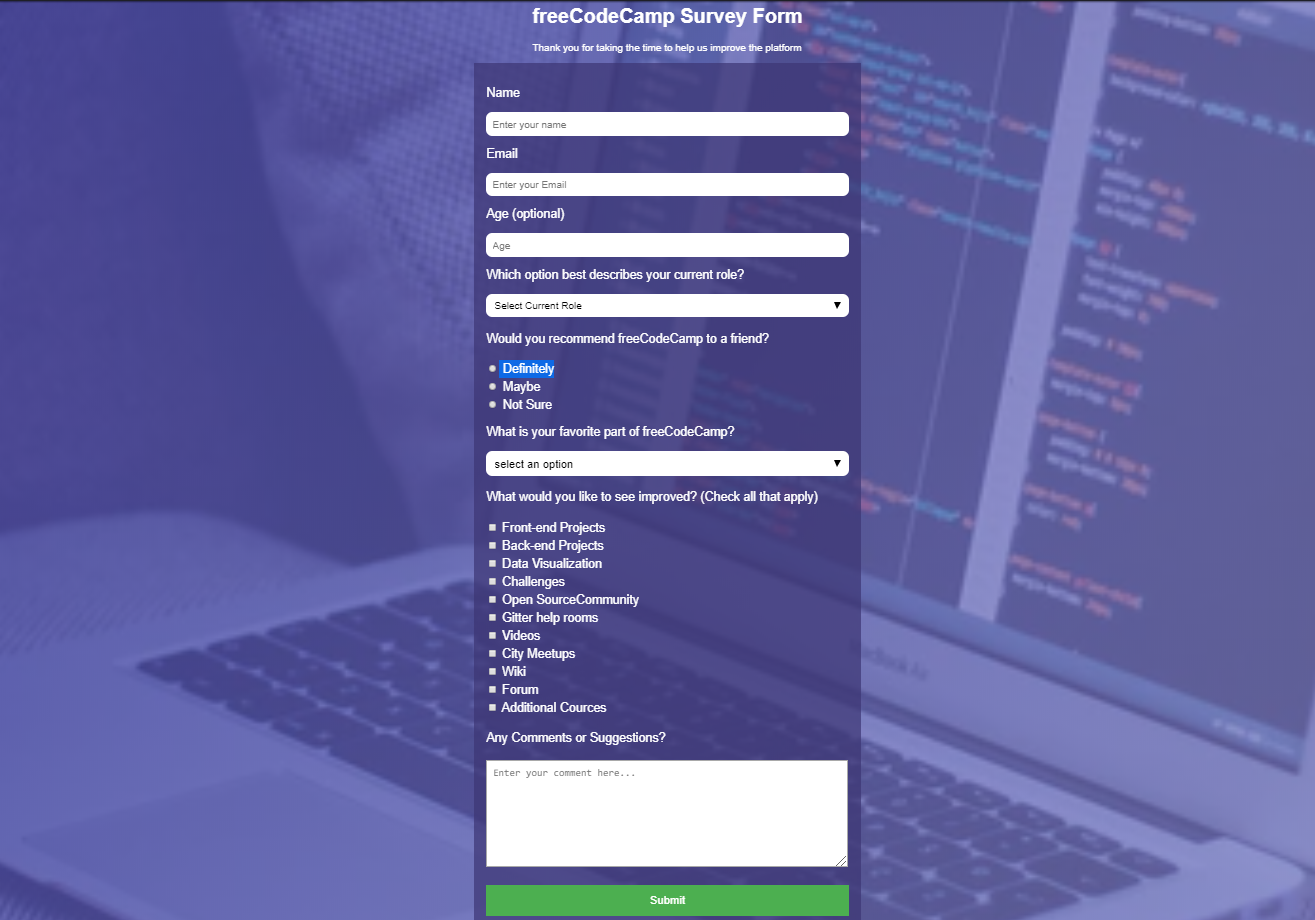 freeCodeCamp Survey Form
Thank you for taking the time to help us improve the platform
Name
Enter your name
Email
Enter your Email
Age (optional)
Age
Which option best describes your current role?
Select Current Role
Would you recommend freeCodeCamp to a friend?
Definitely
Maybe
Not Sure
What is your favorite part of freeCodeCamp?
select an option
What would you like to see improved? (Check all that apply)
Front-end Projects
Back-end Projects
Data Visualization
Challenges
Open SourceCommunity
Gitter help rooms
Videos
City Meetups
Wiki
Forum
Additional Cources
Any Comments or Suggestions?
Enter your comment here...
Submit